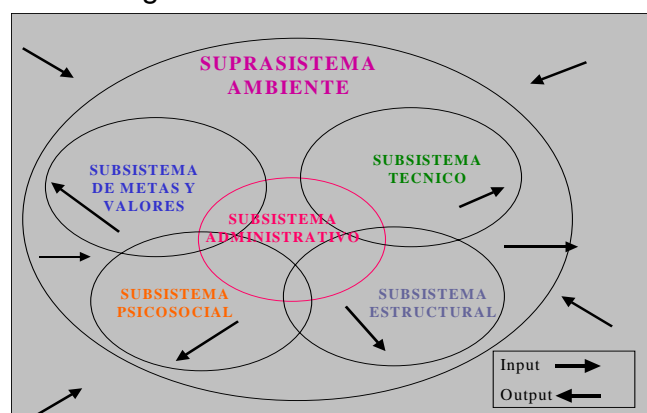 SUPRASISTEMA
AMBIENTE
SUBSISTEMA
DE METAS Y
VALORES
SUBSISTEMA
TECNICO
SUBSISTEMA
ADMINISTRATIVO
SUBSISTEMA
PSICOSOCIAL
SUBSISTEMA
ESTRUCTURAL
Input
Output